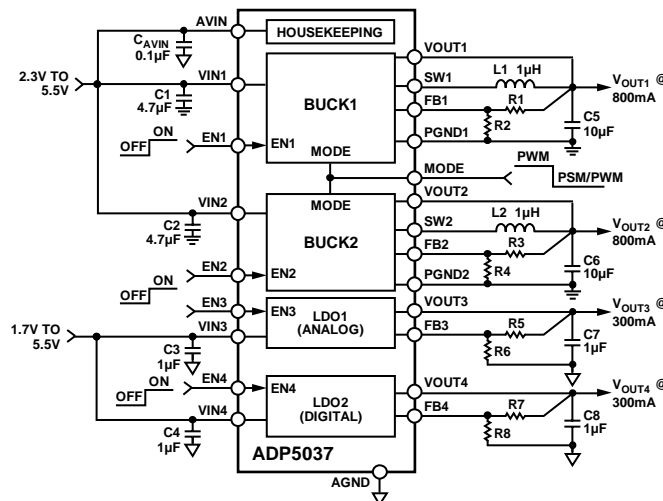 AVIN
HOUSEKEEPING
CAVIN
0.1µF
VOUT1
L1 1µH
2.3V TO
5.5V
VIN1
SW1
VOUT1 @
800mA
C1
4.7µF
BUCK1
FB1
R1
R2
C5
10µF
ON
OFF
EN1
EN1
PGND1
MODE
MODE
PWM
PSM/PWM
VIN2
MODE
VOUT2
C2
4.7µF
BUCK2
SW2
L2 1µH
VOUT2 @
800mA
FB2
R3
R4
C6
10µF
ON
OFF
EN2
EN2
PGND2
EN3
EN3
LDO1
(ANALOG)
VOUT3
VOUT3 @
300mA
1.7V TO
5.5V
VIN3
FB3
R5
R6
C7
1µF
C3
1µF
ON
OFF
EN4
EN4
LDO2
(DIGITAL)
VOUT4
VOUT4 @
300mA
VIN4
FB4
R7
R8
C8
1µF
C4
1µF
ADP5037
AGND